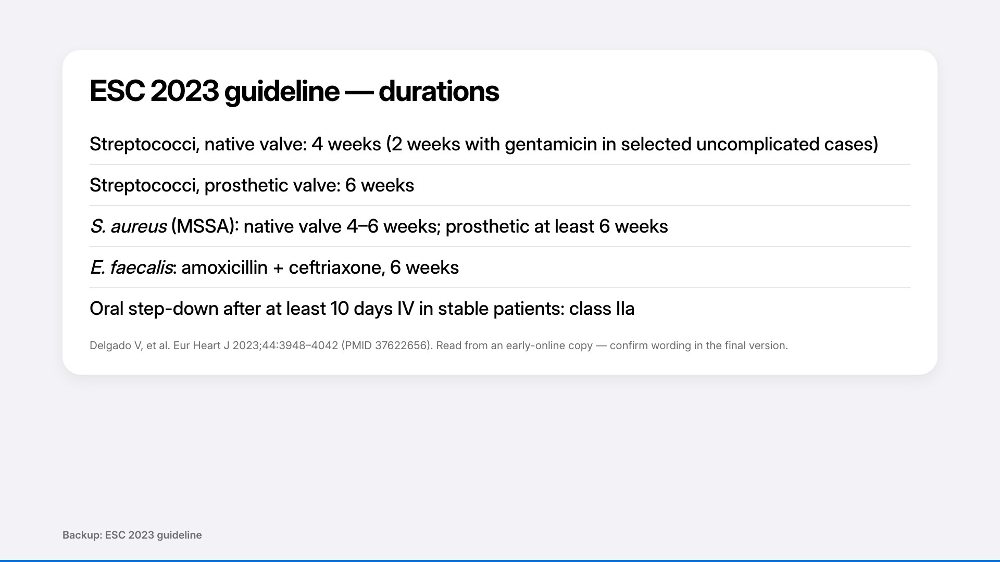 ESC 2023 guideline — durations
Streptococci, native valve: 4 weeks (2 weeks with gentamicin in selected uncomplicated cases)
Streptococci, prosthetic valve: 6 weeks
S. aureus (MSSA): native valve 4–6 weeks; prosthetic at least 6 weeks
E. faecalis: amoxicillin + ceftriaxone, 6 weeks
Oral step-down after at least 10 days IV in stable patients: class IIa
Delgado V, et al. Eur Heart J 2023;44:3948–4042 (PMID 37622656). Read from an early-online copy — confirm wording in the final version.
Backup: ESC 2023 guideline